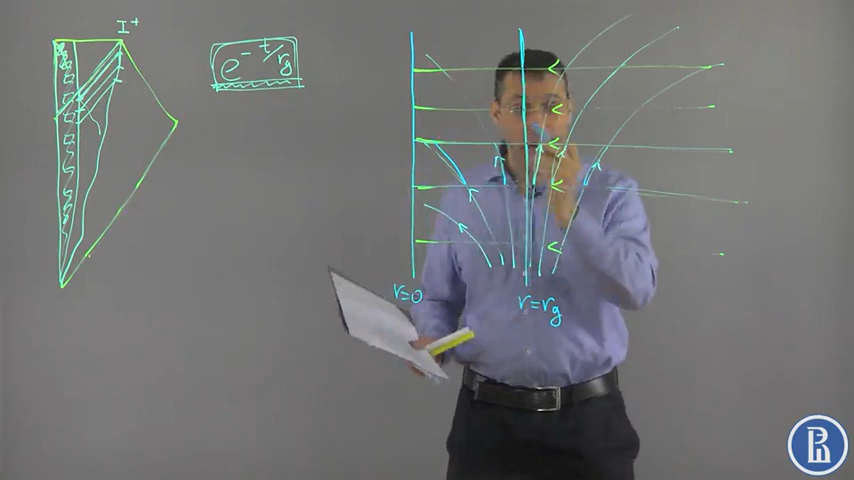 I⁺
e^{-t/r_g}
r=0
r=r_g